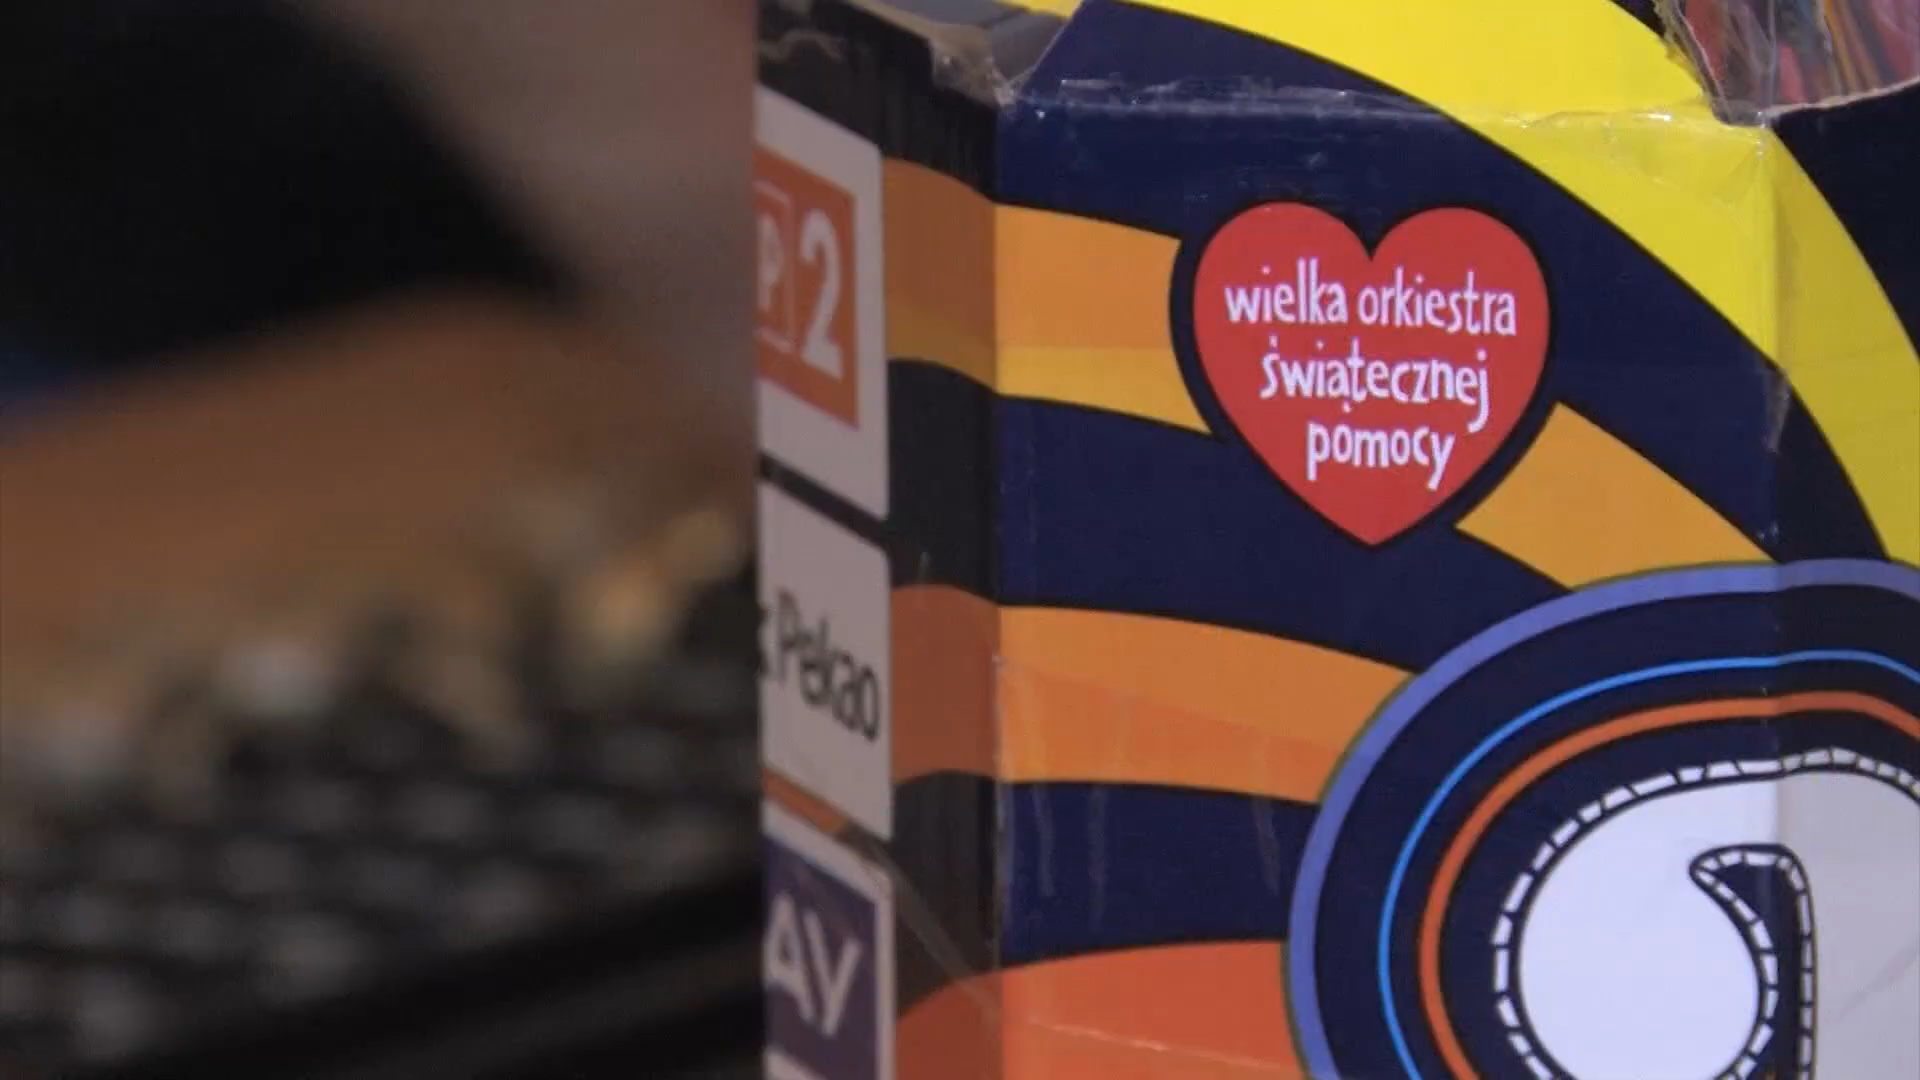 P 2
Pekao
AY
wielka orkiestra
świątecznej
pomocy